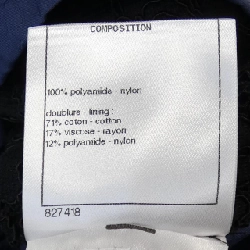 COMPOSITION
100% polyamide - nylon
doublure - lining :
71% coton - cotton
17% viscose - rayon
12% polyamide - nylon
827418